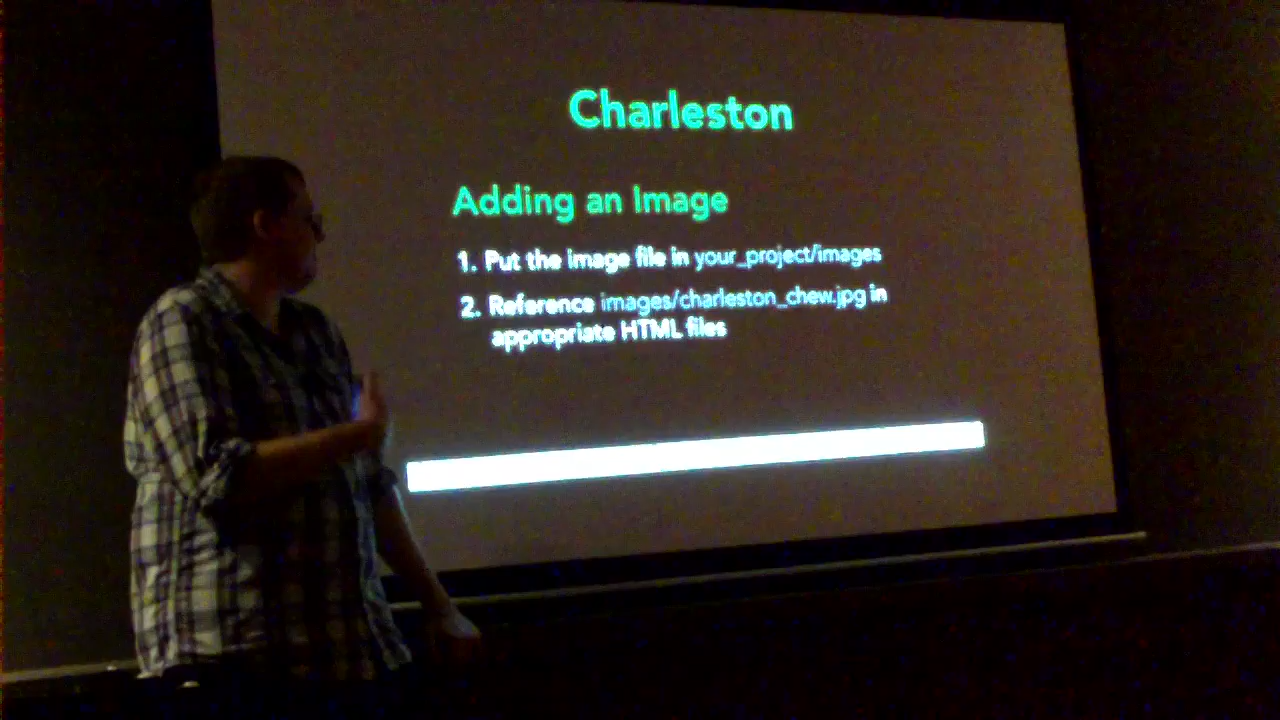 Charleston
Adding an Image
1. Put the image file in your_project/images
2. Reference images/charleston_chew.jpg in
appropriate HTML files